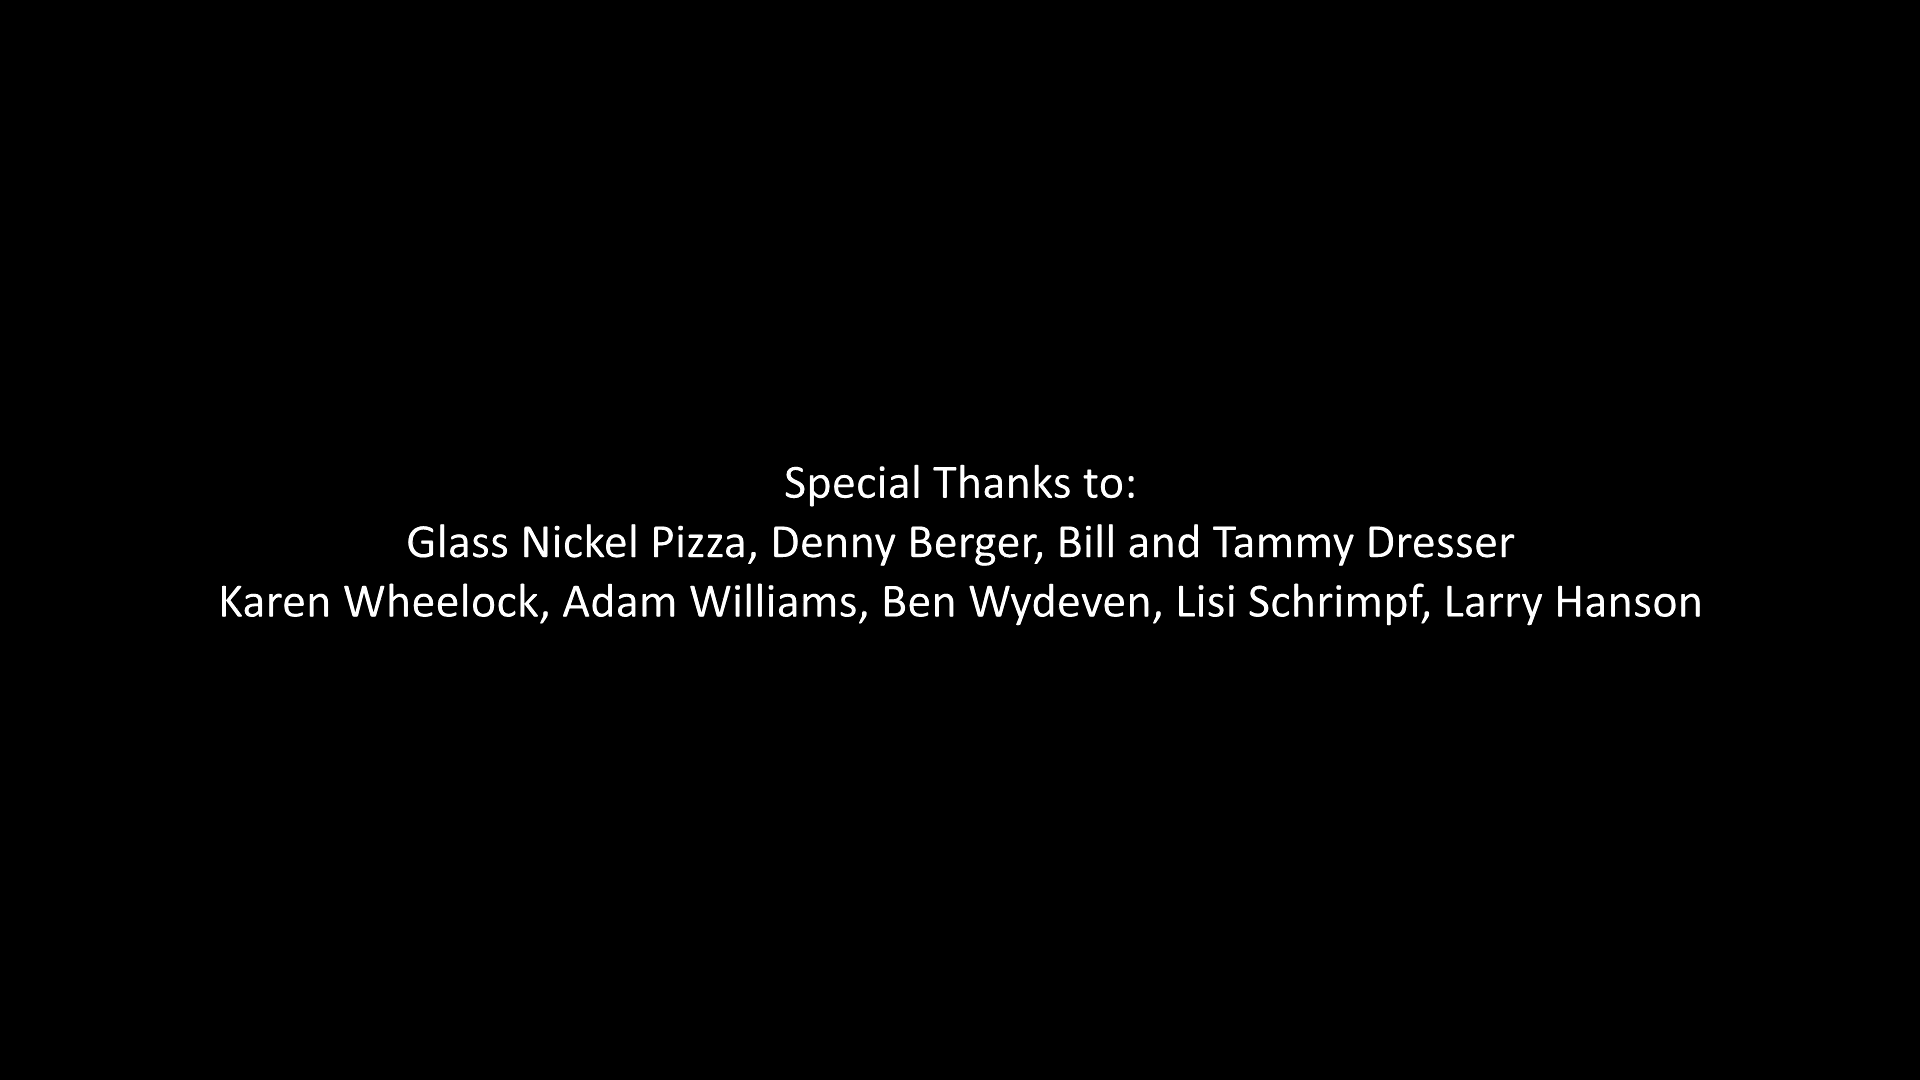 Special Thanks to:
Glass Nickel Pizza, Denny Berger, Bill and Tammy Dresser
Karen Wheelock, Adam Williams, Ben Wydeven, Lisi Schrimpf, Larry Hanson